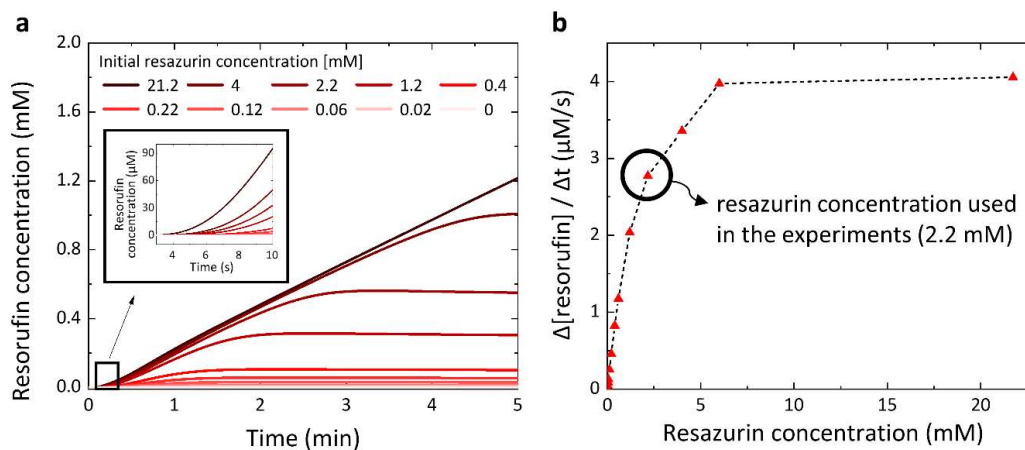 a
2.0
1.6
1.2
0.8
0.4
0.0
Resorufin concentration (mM)
Initial resazurin concentration [mM]
21.2 4 2.2 1.2 0.4
0.22 0.12 0.06 0.02 0
90
60
30
0
Resorufin
concentration (µM)
4 6 8 10
Time (s)
0 1 2 3 4 5
Time (min)
b
4
3
2
1
0
Δ[resorufin] / Δt (µM/s)
resazurin concentration used
in the experiments (2.2 mM)
0 5 10 15 20
Resazurin concentration (mM)